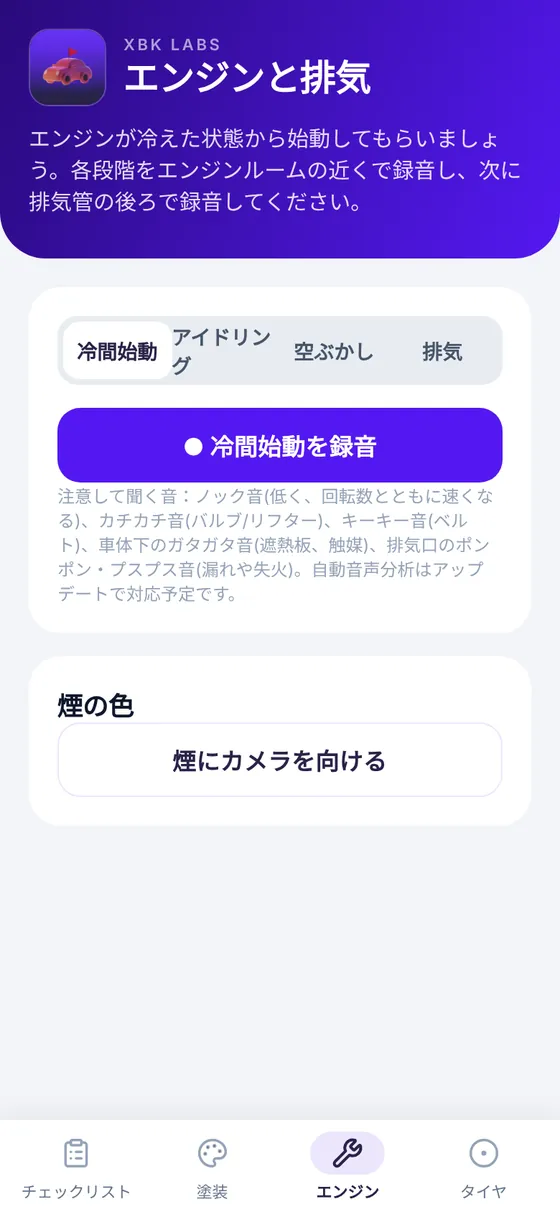 XBK LABS
エンジンと排気
エンジンが冷えた状態から始動してもらいましょ
う。各段階をエンジンルームの近くで録音し、次に
排気管の後ろで録音してください。
冷間始動
アイドリン
グ
空ぶかし
排気
冷間始動を録音
注意して聞く音：ノック音(低く、回転数とともに速くな
る)、カチカチ音(バルブ/リフター)、キーキー音(ベル
ト)、車体下のガタガタ音(遮熱板、触媒)、排気口のポン
ポン・プスプス音(漏れや失火)。自動音声分析はアップ
デートで対応予定です。
煙の色
煙にカメラを向ける
チェックリスト
塗装
エンジン
タイヤ